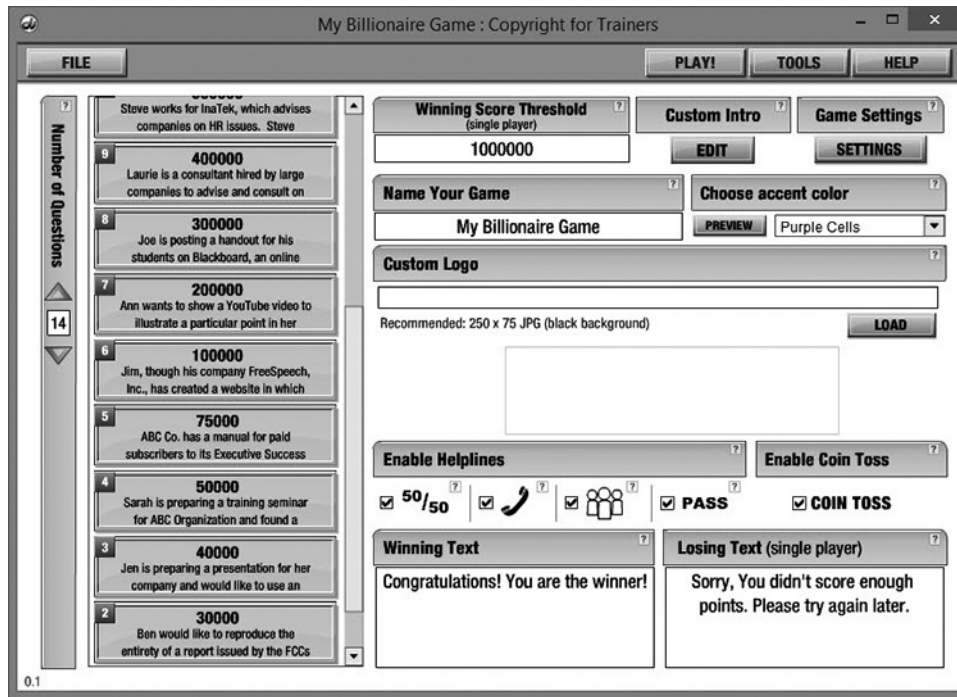 My Billionaire Game : Copyright for Trainers
FILE
PLAY!
TOOLS
HELP
Number of Questions
14
Steve works for InaTek, which advises
companies on HR issues. Steve
9
400000
Laurie is a consultant hired by large
companies to advise and consult on
8
300000
Joe is posting a handout for his
students on Blackboard, an online
7
200000
Ann wants to show a YouTube video to
illustrate a particular point in her
6
100000
Jim, though his company FreeSpeech,
Inc., has created a website in which
5
75000
ABC Co. has a manual for paid
subscribers to its Executive Success
4
50000
Sarah is preparing a training seminar
for ABC Organization and found a
3
40000
Jen is preparing a presentation for her
company and would like to use an
2
30000
Ben would like to reproduce the
entirety of a report issued by the FCCs
Winning Score Threshold ?
(single player)
1000000
Custom Intro ?
EDIT
Game Settings ?
SETTINGS
Name Your Game ?
My Billionaire Game
Choose accent color ?
PREVIEW
Purple Cells
Custom Logo ?
Recommended: 250 x 75 JPG (black background)
LOAD
Enable Helplines ?
50/50 ?
?
?
PASS ?
Enable Coin Toss ?
COIN TOSS
Winning Text ?
Congratulations! You are the winner!
Losing Text (single player) ?
Sorry, You didn't score enough
points. Please try again later.
0.1